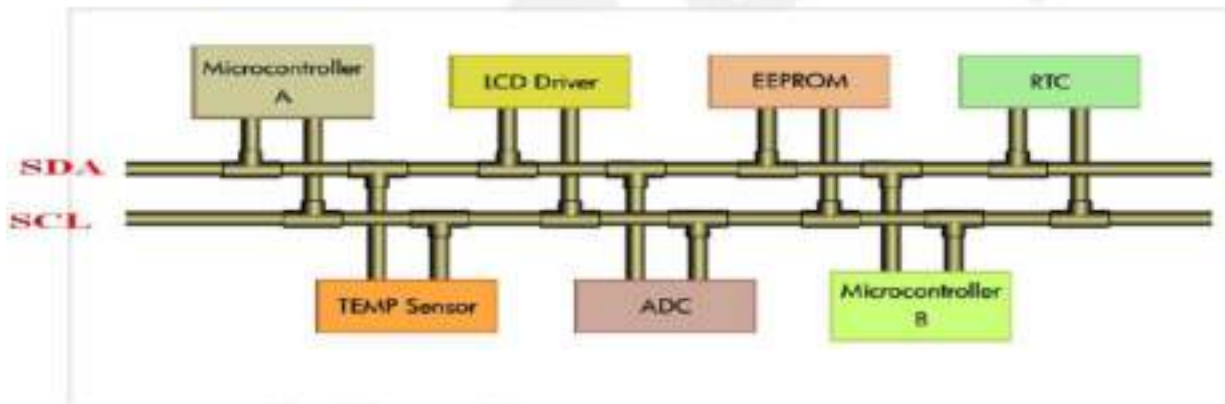 Microcontroller
A
LCD Driver
EEPROM
RTC
SDA
SCL
TEMP Sensor
ADC
Microcontroller
B